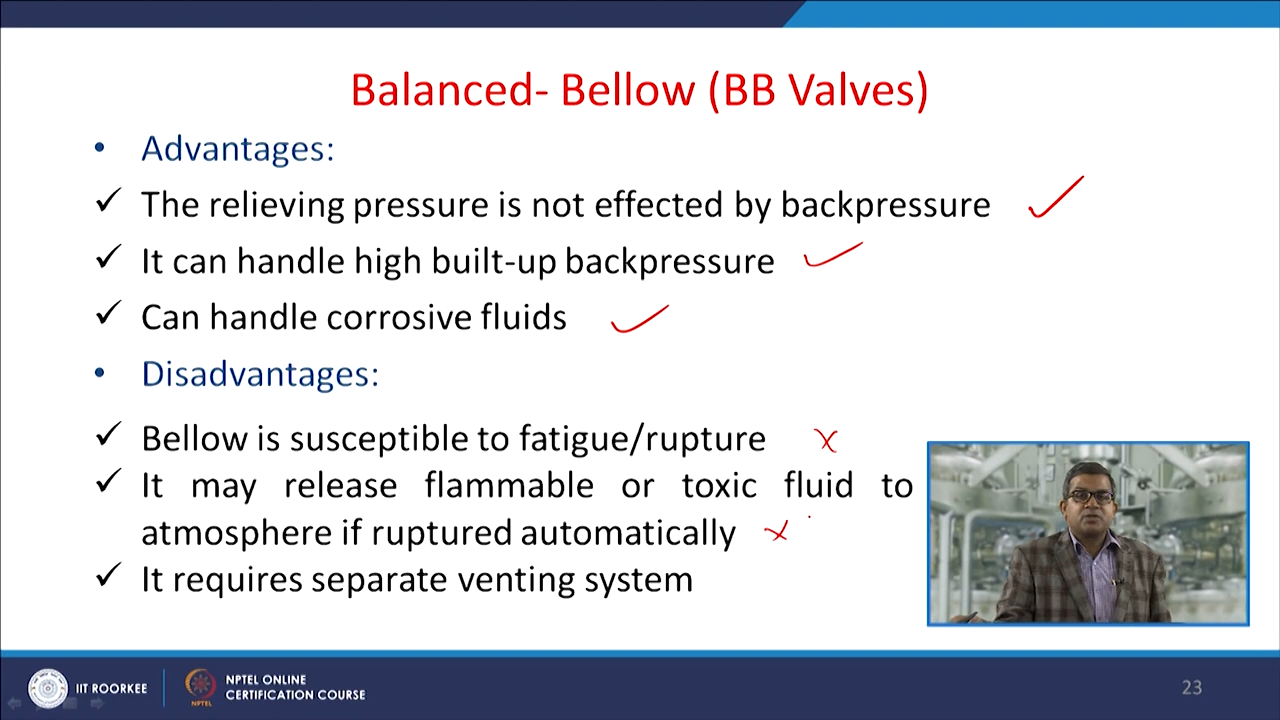 Balanced- Bellow (BB Valves)
• Advantages:
✓ The relieving pressure is not effected by backpressure
✓ It can handle high built-up backpressure
✓ Can handle corrosive fluids
• Disadvantages:
✓ Bellow is susceptible to fatigue/rupture
✓ It may release flammable or toxic fluid to
atmosphere if ruptured automatically
✓ It requires separate venting system
IIT ROORKEE
NPTEL
NPTEL ONLINE
CERTIFICATION COURSE
23